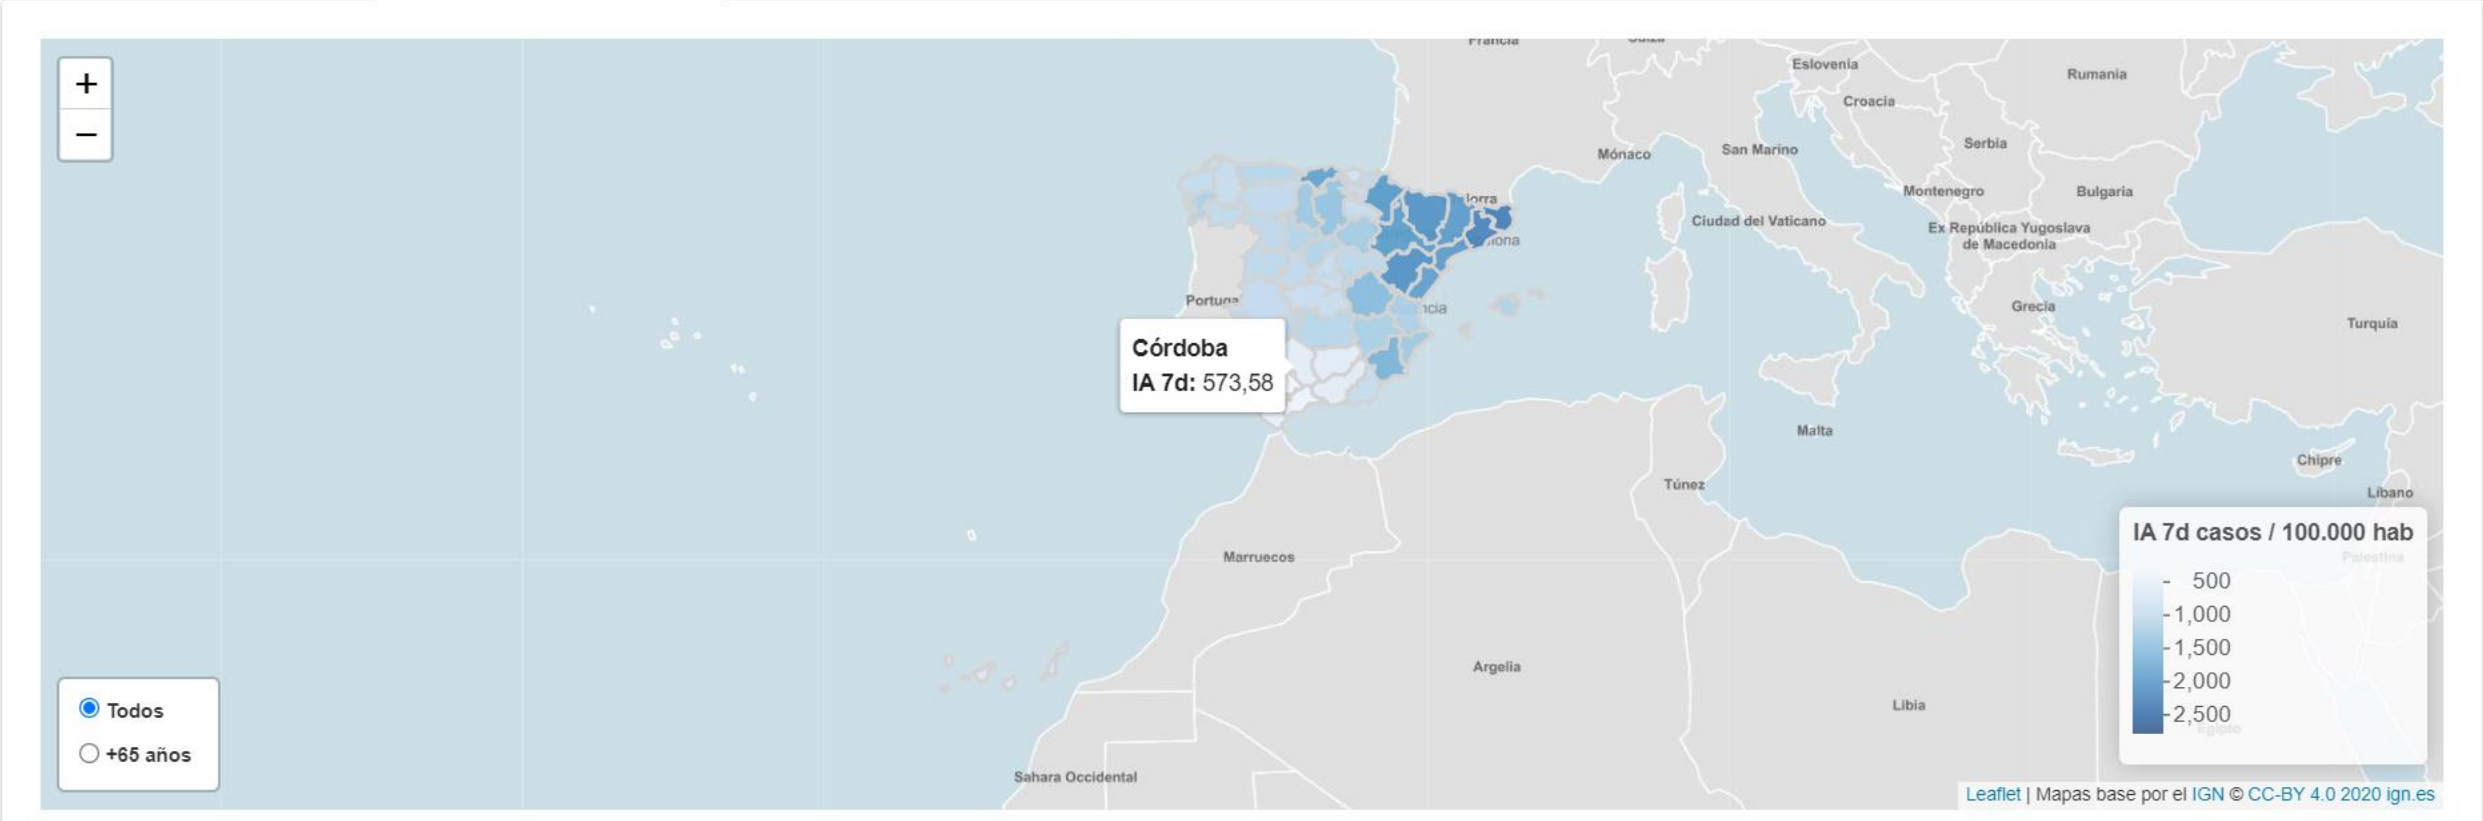 +
−
Francia
Suiza
Eslovenia
Rumania
Croacia
Serbia
Mónaco
San Marino
Montenegro
Bulgaria
Ciudad del Vaticano
Ex República Yugoslava
de Macedonia
Grecia
Turquía
Córdoba
IA 7d: 573,58
Malta
Chipre
Túnez
Líbano
Marruecos
IA 7d casos / 100.000 hab
Palestina
500
1,000
1,500
2,000
2,500
Egipto
Argelia
Libia
Todos
+65 años
Sahara Occidental
Leaflet | Mapas base por el IGN © CC-BY 4.0 2020 ign.es